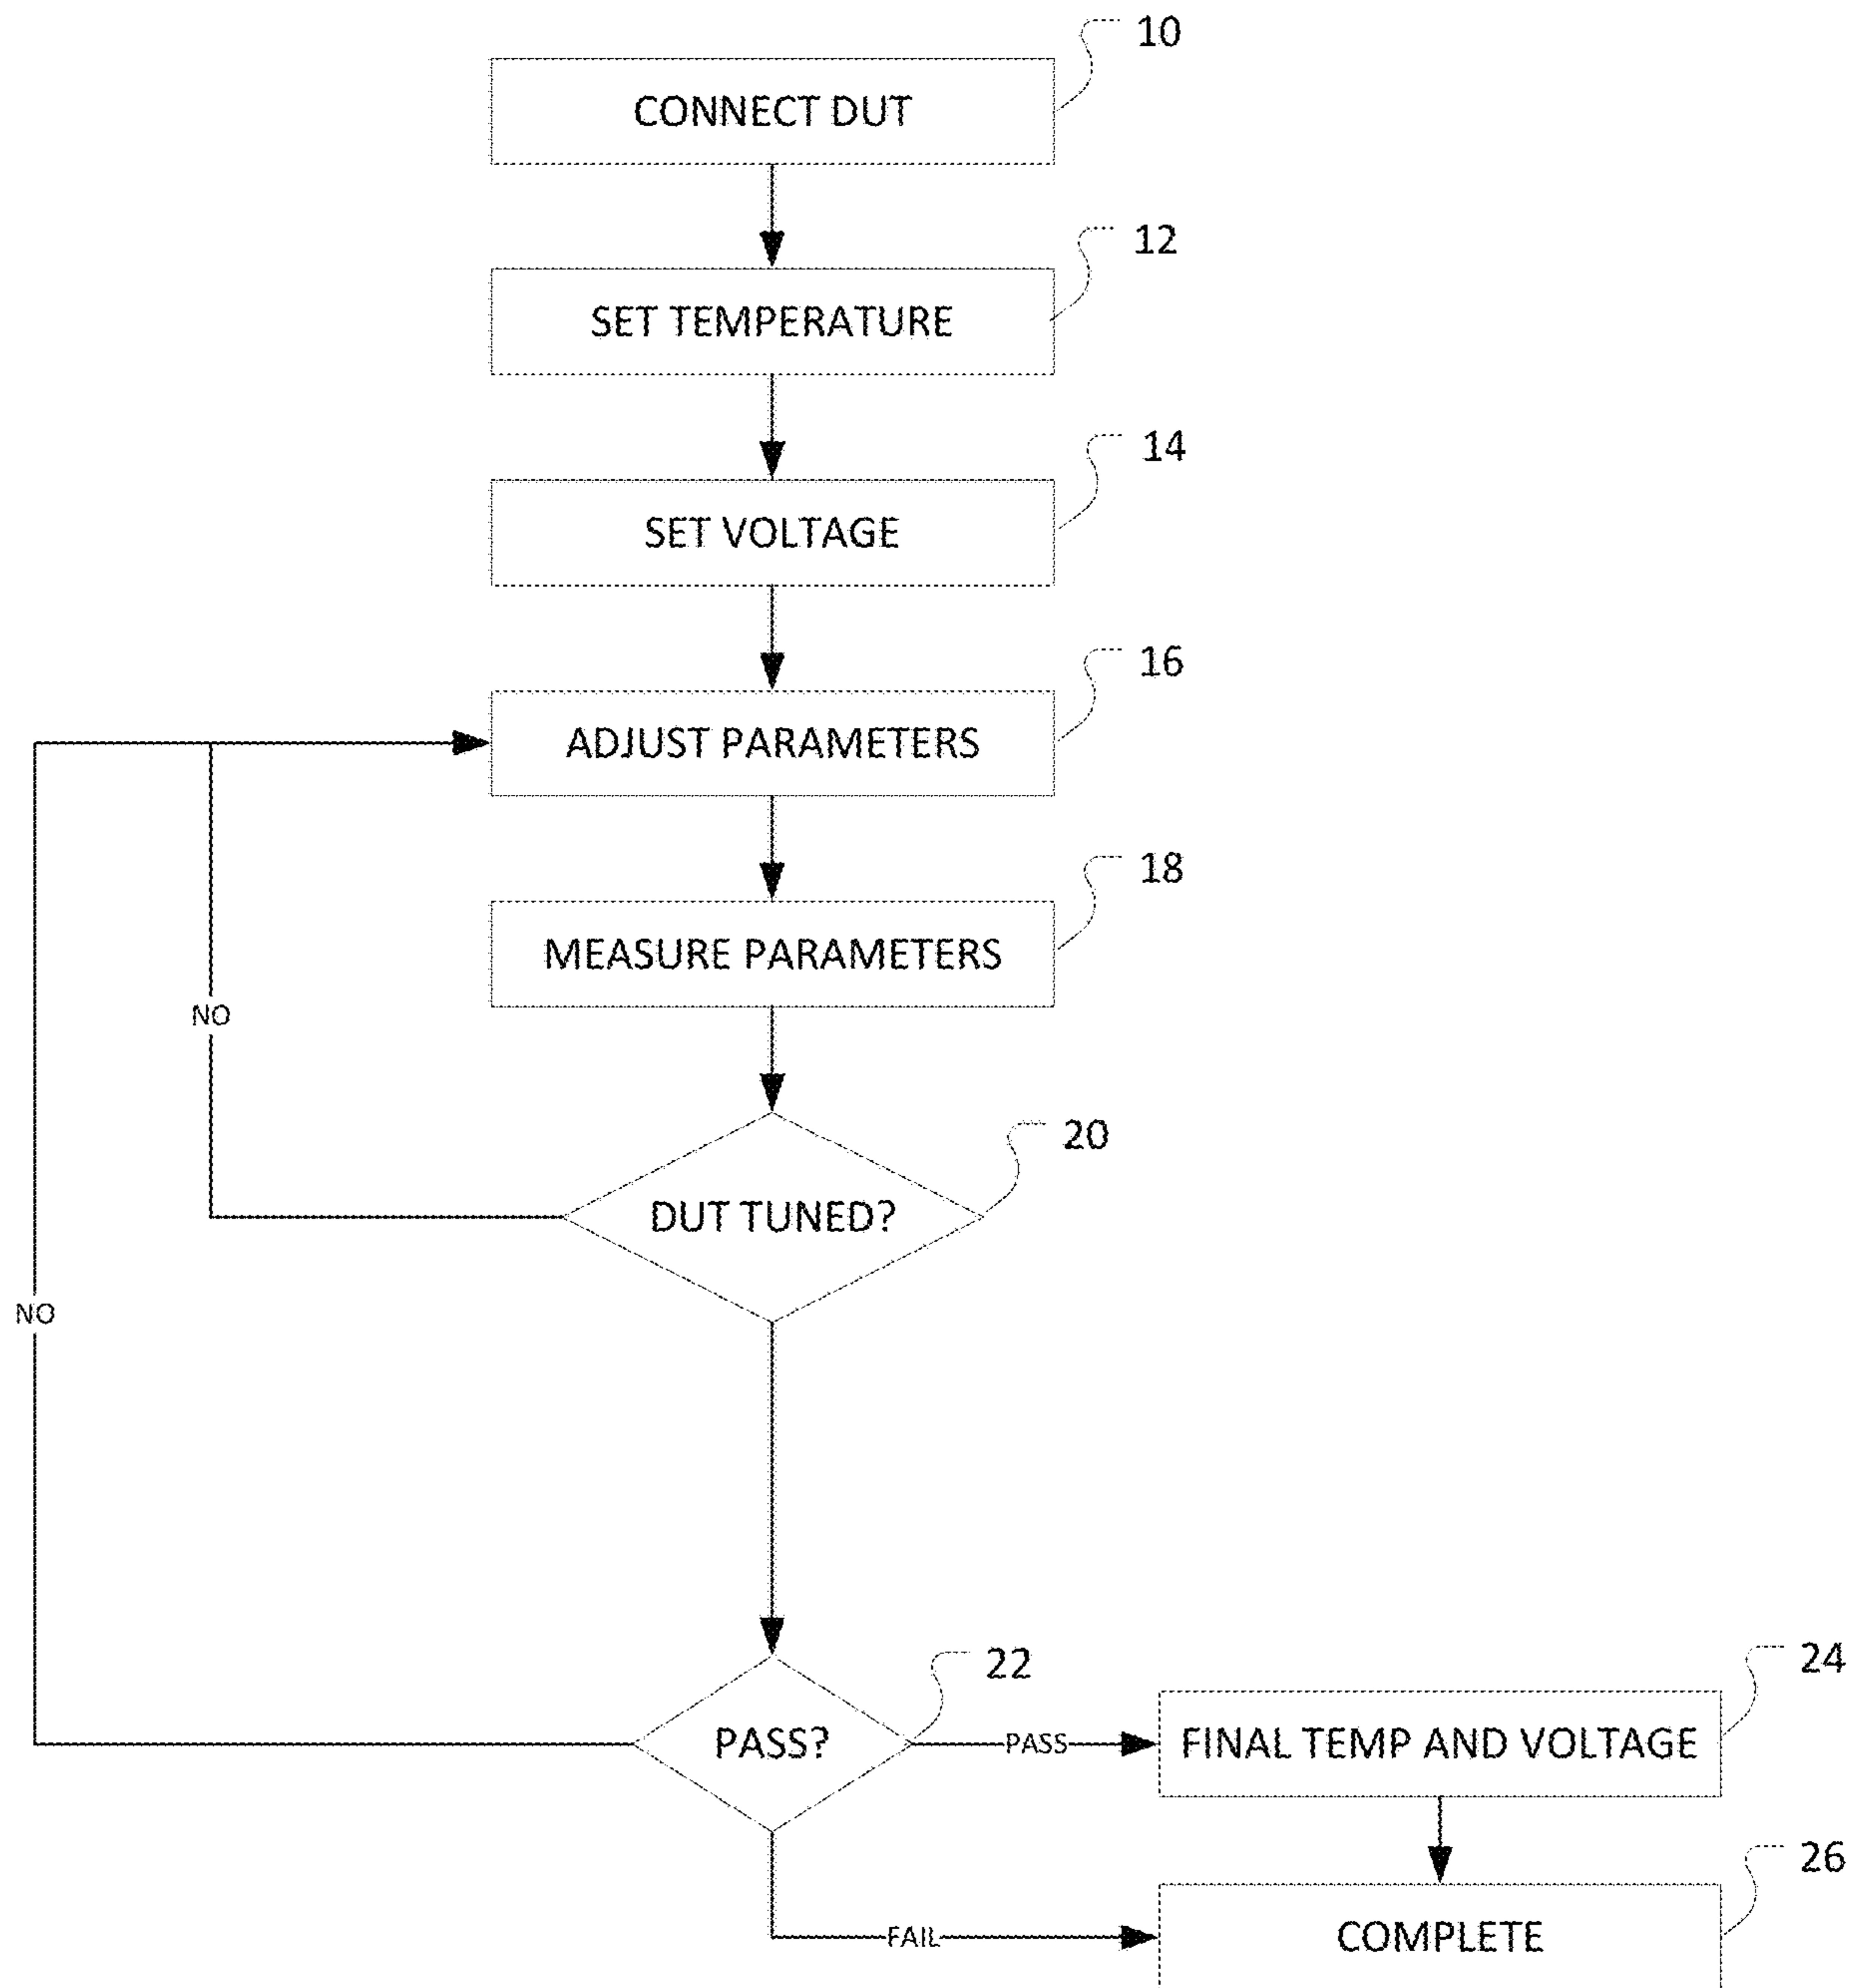 10
CONNECT DUT
12
SET TEMPERATURE
14
SET VOLTAGE
16
ADJUST PARAMETERS
18
MEASURE PARAMETERS
NO
20
DUT TUNED?
NO
22
24
PASS?
PASS
FINAL TEMP AND VOLTAGE
26
FAIL
COMPLETE